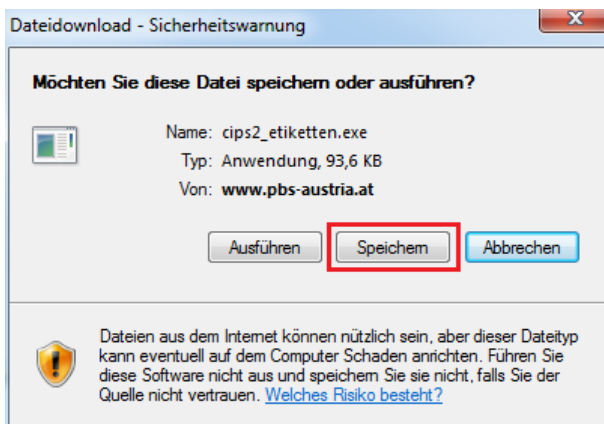 Dateidownload - Sicherheitswarnung
Möchten Sie diese Datei speichern oder ausführen?
Name: cips2_etiketten.exe
Typ: Anwendung, 93,6 KB
Von: www.pbs-austria.at
Ausführen Speichern Abbrechen
Dateien aus dem Internet können nützlich sein, aber dieser Dateityp
kann eventuell auf dem Computer Schaden anrichten. Führen Sie
diese Software nicht aus und speichern Sie sie nicht, falls Sie der
Quelle nicht vertrauen. Welches Risiko besteht?